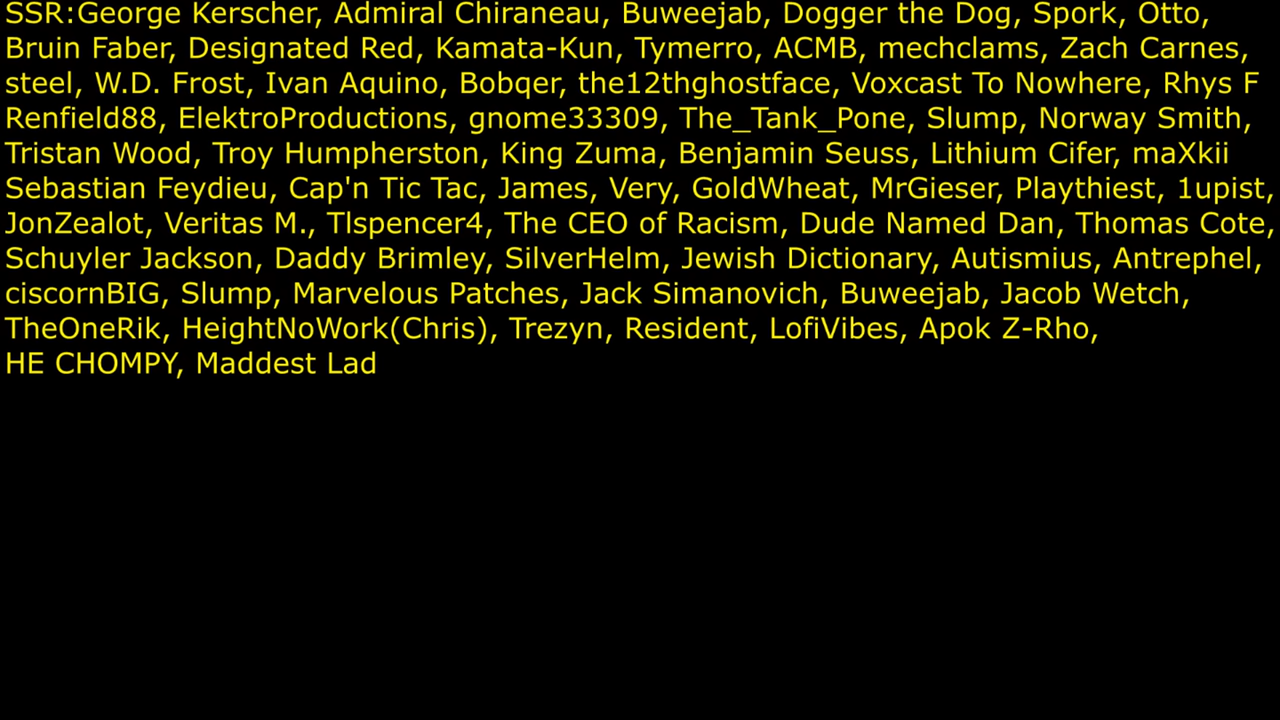 SSR:George Kerscher, Admiral Chiraneau, Buweejab, Dogger the Dog, Spork, Otto,
Bruin Faber, Designated Red, Kamata-Kun, Tymerro, ACMB, mechclams, Zach Carnes,
steel, W.D. Frost, Ivan Aquino, Bobqer, the12thghostface, Voxcast To Nowhere, Rhys F
Renfield88, ElektroProductions, gnome33309, The_Tank_Pone, Slump, Norway Smith,
Tristan Wood, Troy Humpherston, King Zuma, Benjamin Seuss, Lithium Cifer, maXkii
Sebastian Feydieu, Cap'n Tic Tac, James, Very, GoldWheat, MrGieser, Playthiest, 1upist,
JonZealot, Veritas M., Tlspencer4, The CEO of Racism, Dude Named Dan, Thomas Cote,
Schuyler Jackson, Daddy Brimley, SilverHelm, Jewish Dictionary, Autismius, Antrephel,
ciscornBIG, Slump, Marvelous Patches, Jack Simanovich, Buweejab, Jacob Wetch,
TheOneRik, HeightNoWork(Chris), Trezyn, Resident, LofiVibes, Apok Z-Rho,
HE CHOMPY, Maddest Lad